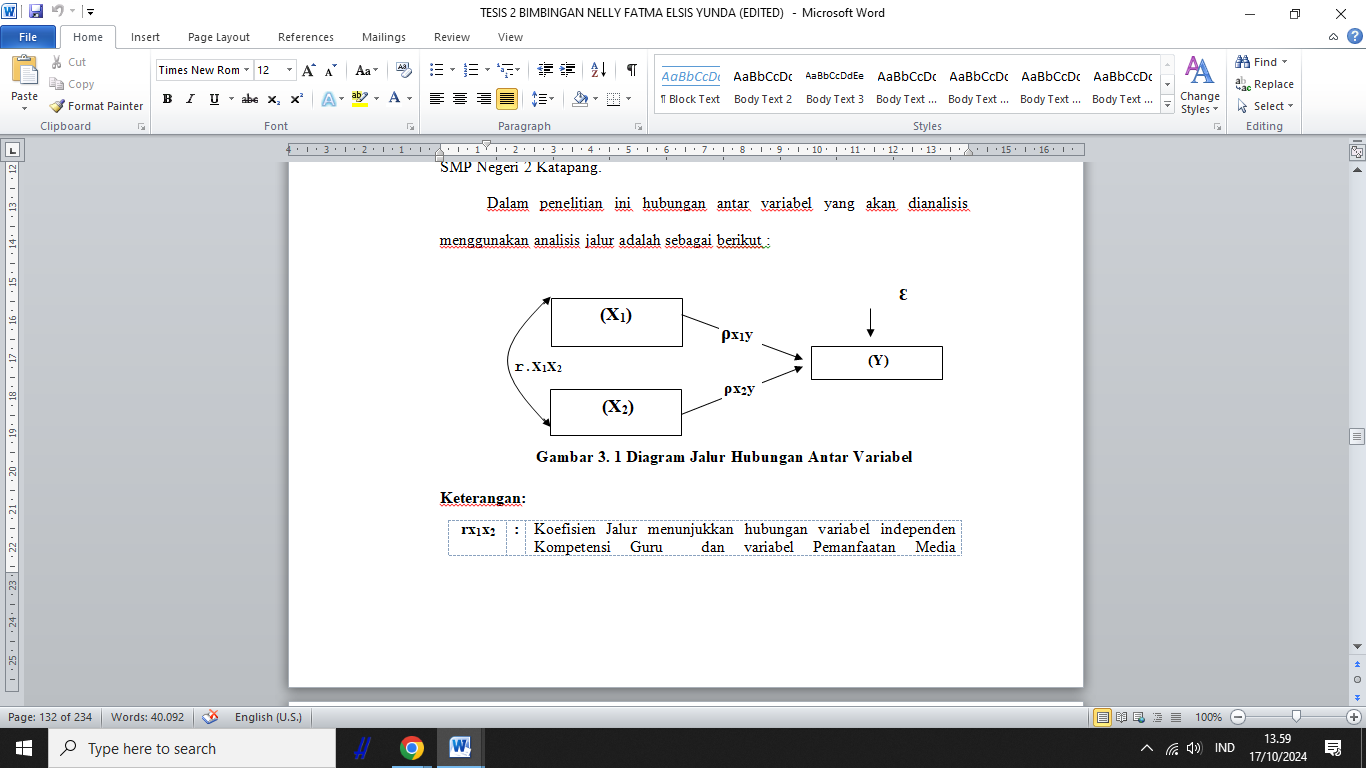 TESIS 2 BIMBINGAN NELLY FATMA ELSIS YUNDA (EDITED) - Microsoft Word
File Home Insert Page Layout References Mailings Review View
Paste
Cut
Copy
Format Painter
Clipboard
Times New Rom 12
Font
Paragraph
AaBbCcDc AaBbCcDc AaBbCcDdEe AaBbCcDc AaBbCcDc AaBbCcDc AaBbCcDc
¶ Block Text Body Text 2 Body Text 3 Body Text ... Body Text ... Body Text ... Body Text ...
Styles
Change Styles
Find
Replace
Select
Editing
SMP Negeri 2 Katapang.
Dalam penelitian ini hubungan antar variabel yang akan dianalisis
menggunakan analisis jalur adalah sebagai berikut :
ε
(X₁)
ρx₁y
(Y)
r.X₁X₂
ρx₂y
(X₂)
Gambar 3. 1 Diagram Jalur Hubungan Antar Variabel
Keterangan:
rx₁x₂ : Koefisien Jalur menunjukkan hubungan variabel independen
Kompetensi Guru dan variabel Pemanfaatan Media
Page: 132 of 234 Words: 40.092 English (U.S.) 100%
Type here to search
IND
13.59
17/10/2024